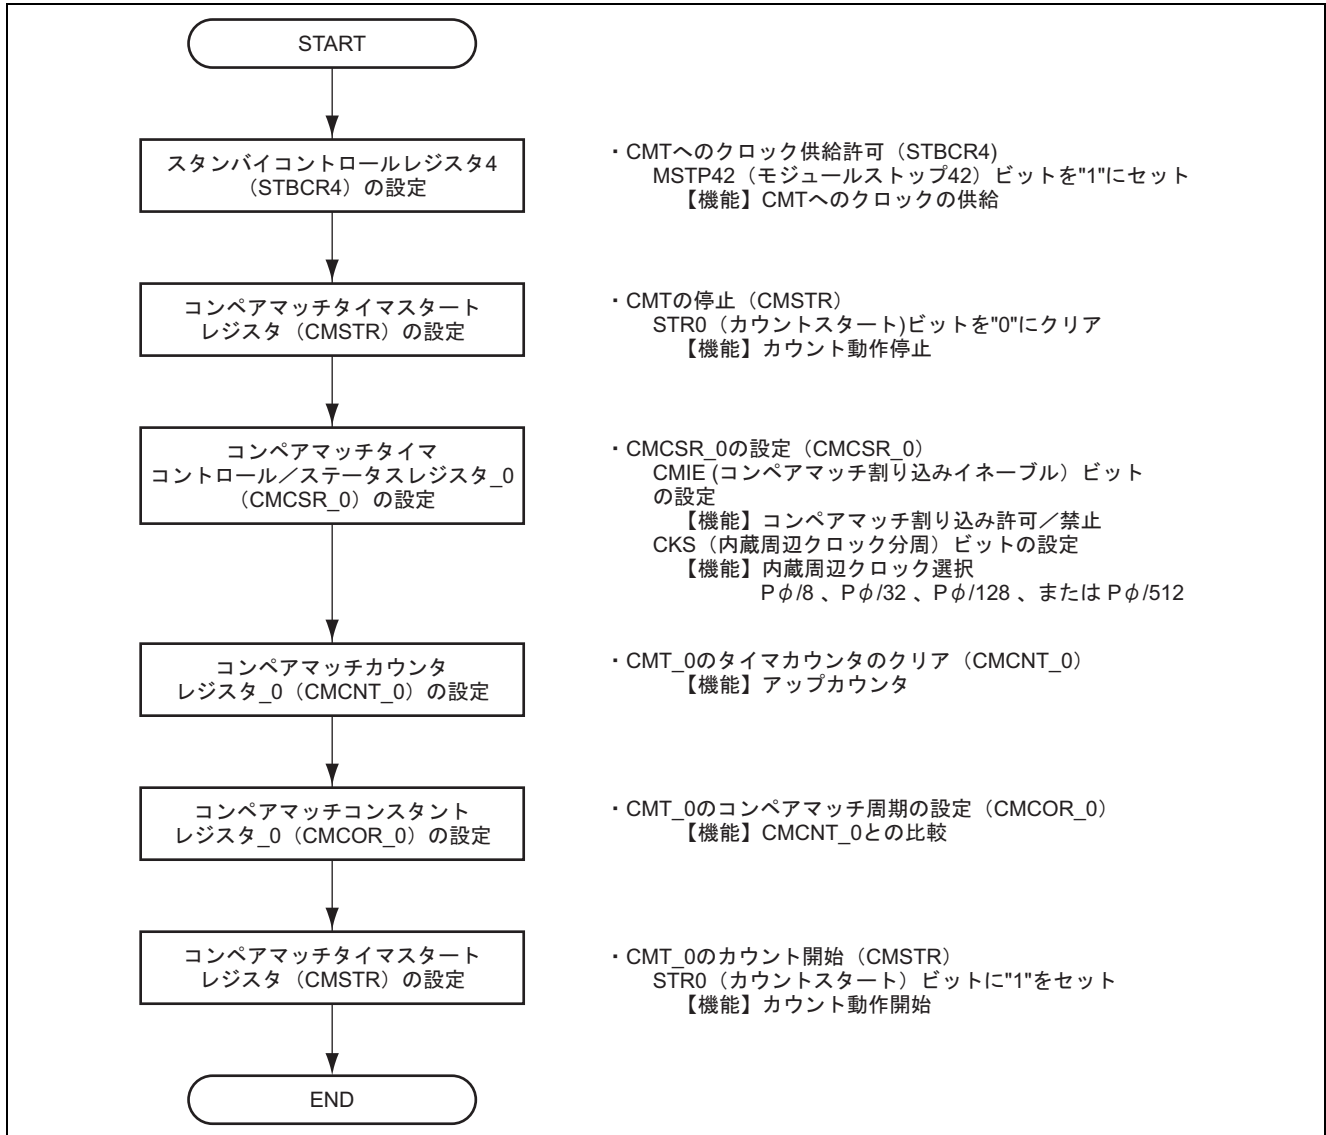 START
スタンバイコントロールレジスタ4
（STBCR4）の設定
・CMTへのクロック供給許可（STBCR4)
MSTP42（モジュールストップ42）ビットを"1"にセット
【機能】CMTへのクロックの供給
コンペアマッチタイマスタート
レジスタ（CMSTR）の設定
・CMTの停止（CMSTR）
STR0（カウントスタート)ビットを"0"にクリア
【機能】カウント動作停止
コンペアマッチタイマ
コントロール／ステータスレジスタ_0
（CMCSR_0）の設定
・CMCSR_0の設定（CMCSR_0）
CMIE (コンペアマッチ割り込みイネーブル）ビット
の設定
【機能】コンペアマッチ割り込み許可／禁止
CKS（内蔵周辺クロック分周）ビットの設定
【機能】内蔵周辺クロック選択
Pφ/8 、Pφ/32 、Pφ/128 、または Pφ/512
コンペアマッチカウンタ
レジスタ_0（CMCNT_0）の設定
・CMT_0のタイマカウンタのクリア（CMCNT_0）
【機能】アップカウンタ
コンペアマッチコンスタント
レジスタ_0（CMCOR_0）の設定
・CMT_0のコンペアマッチ周期の設定（CMCOR_0）
【機能】CMCNT_0との比較
コンペアマッチタイマスタート
レジスタ（CMSTR）の設定
・CMT_0のカウント開始（CMSTR）
STR0（カウントスタート）ビットに"1"をセット
【機能】カウント動作開始
END